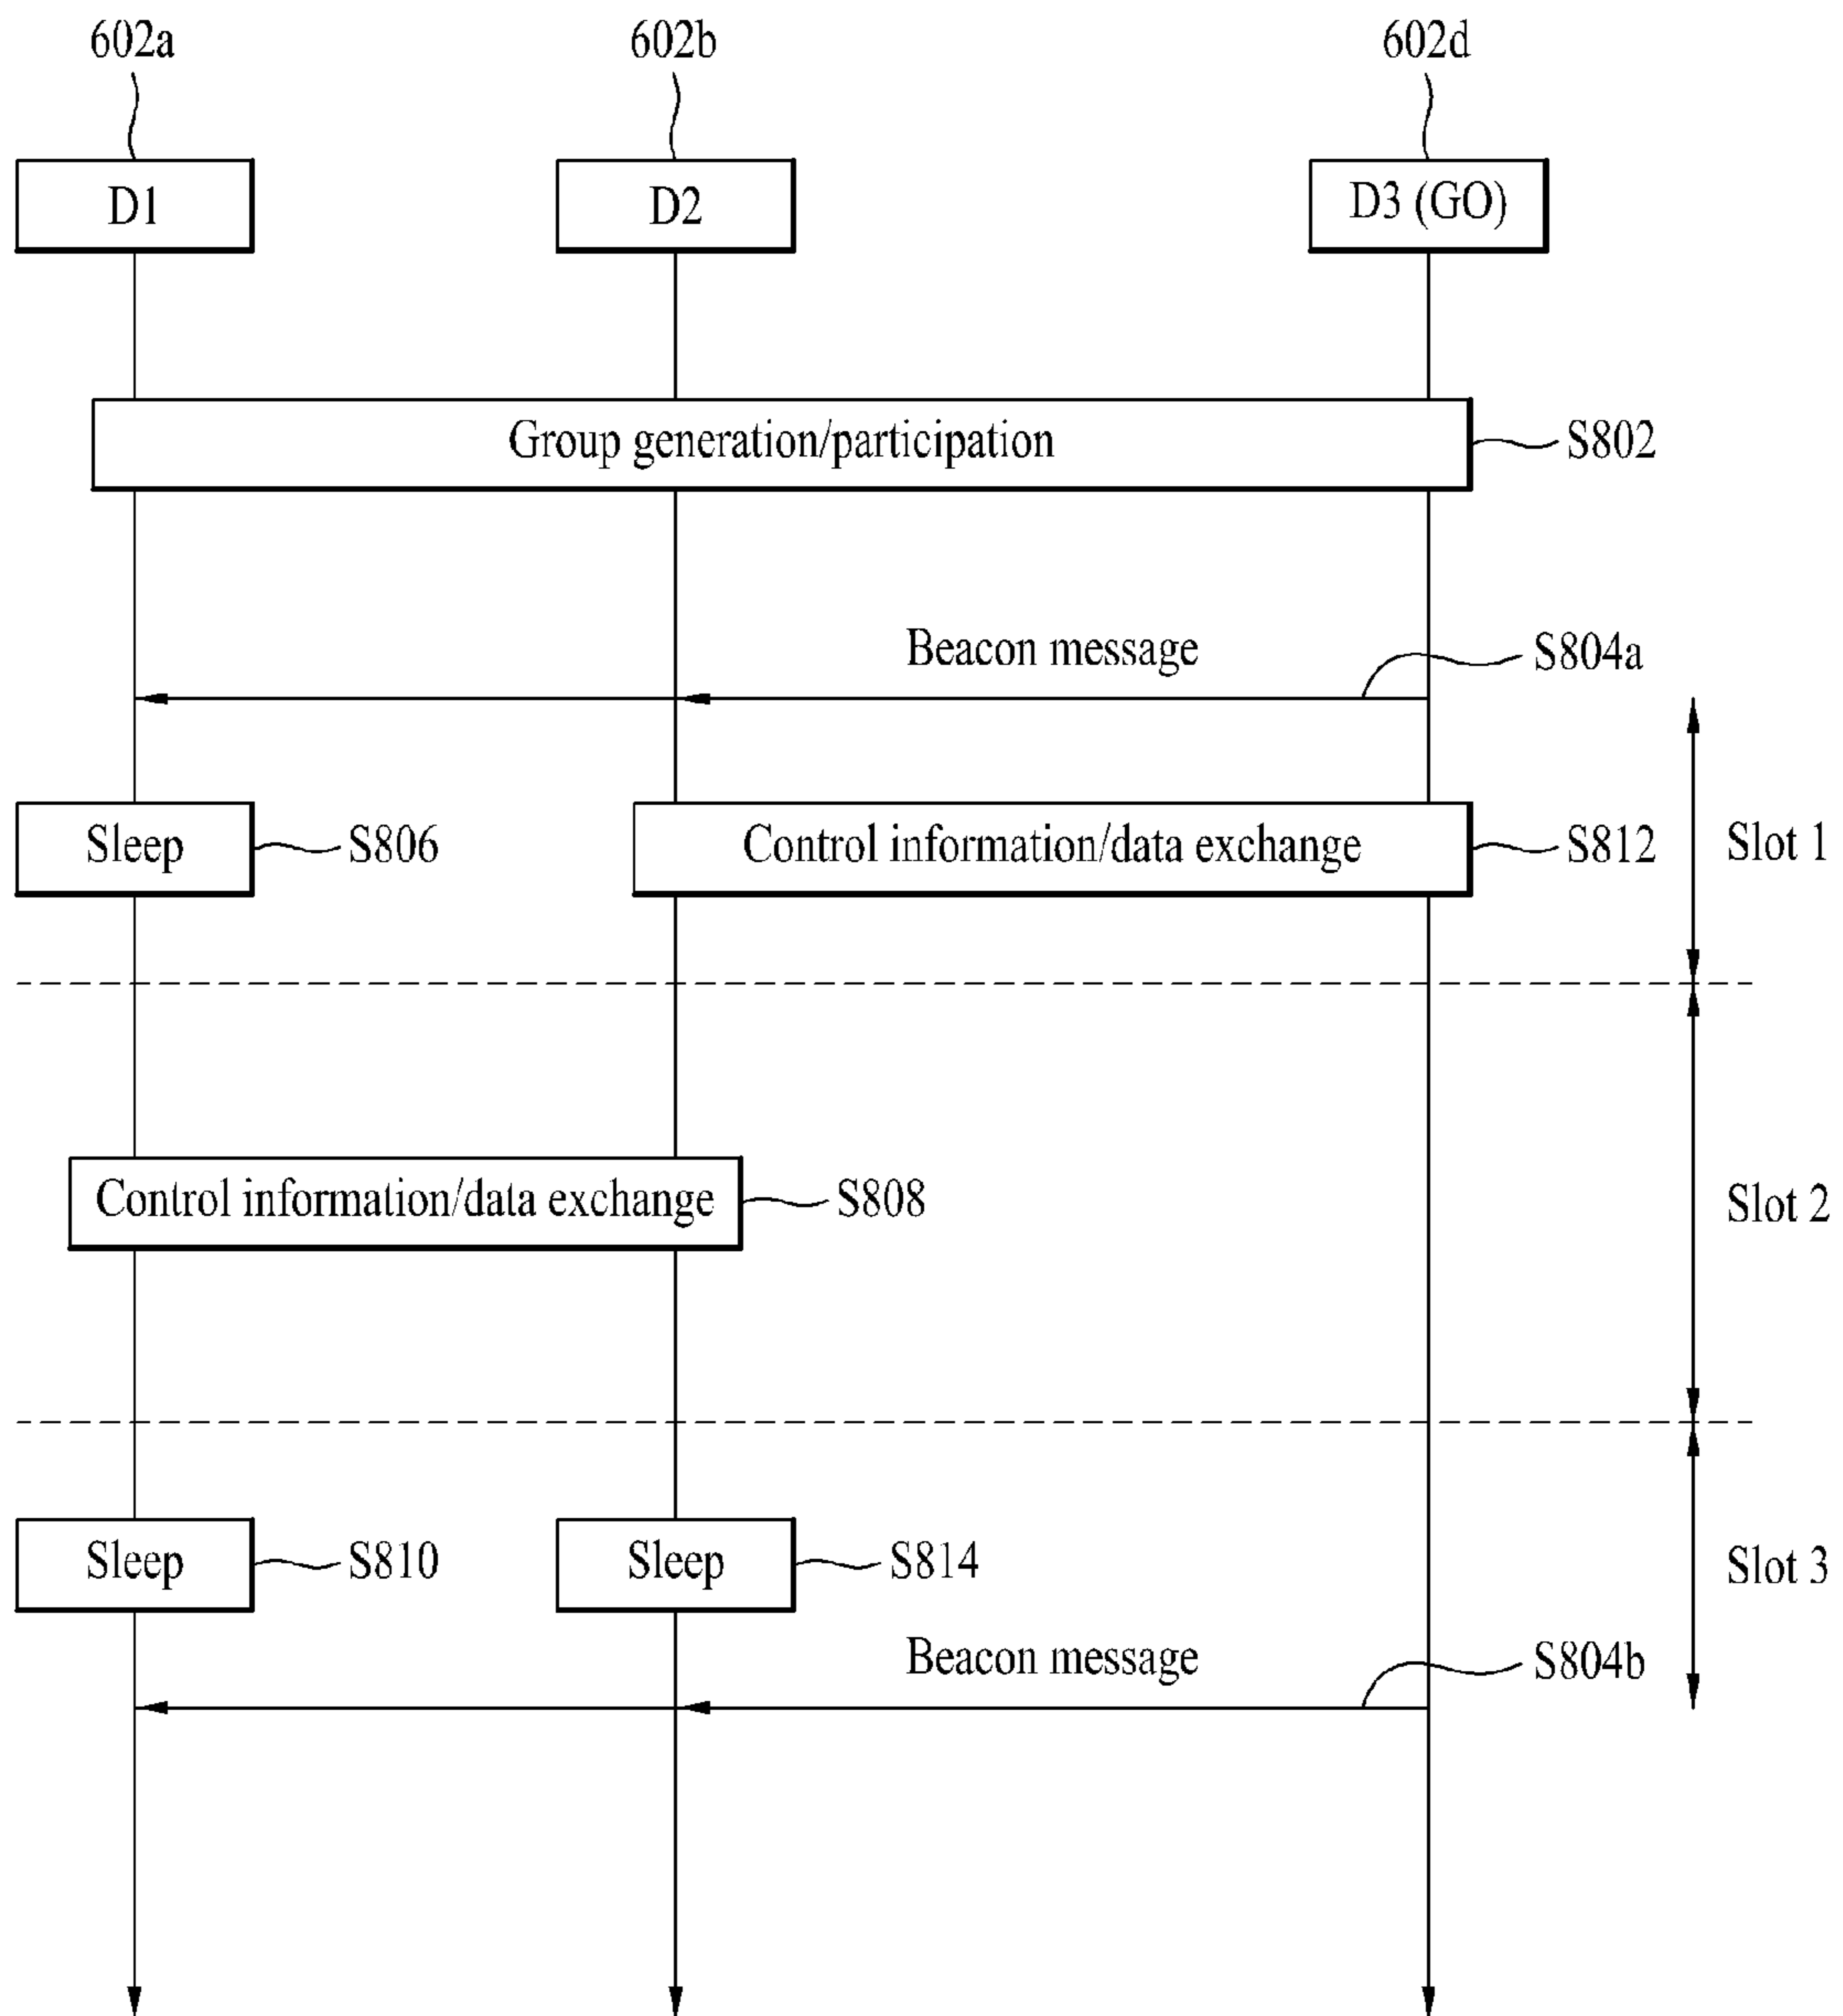 602a
602b
602d
D1
D2
D3 (GO)
Group generation/participation
S802
Beacon message
S804a
Sleep
S806
Control information/data exchange
S812
Slot 1
Control information/data exchange
S808
Slot 2
Sleep
S810
Sleep
S814
Slot 3
Beacon message
S804b